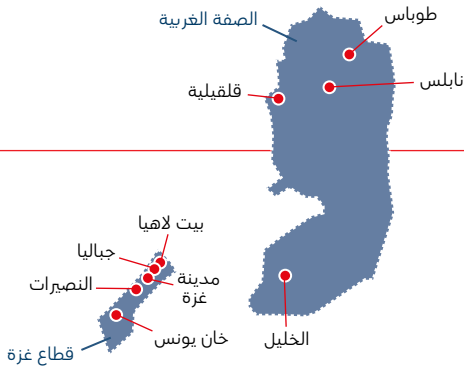 طوباس
الضفة الغربية
نابلس
قلقيلية
بيت لاهيا
جباليا
مدينة
غزة
النصيرات
خان يونس
الخليل
قطاع غزة